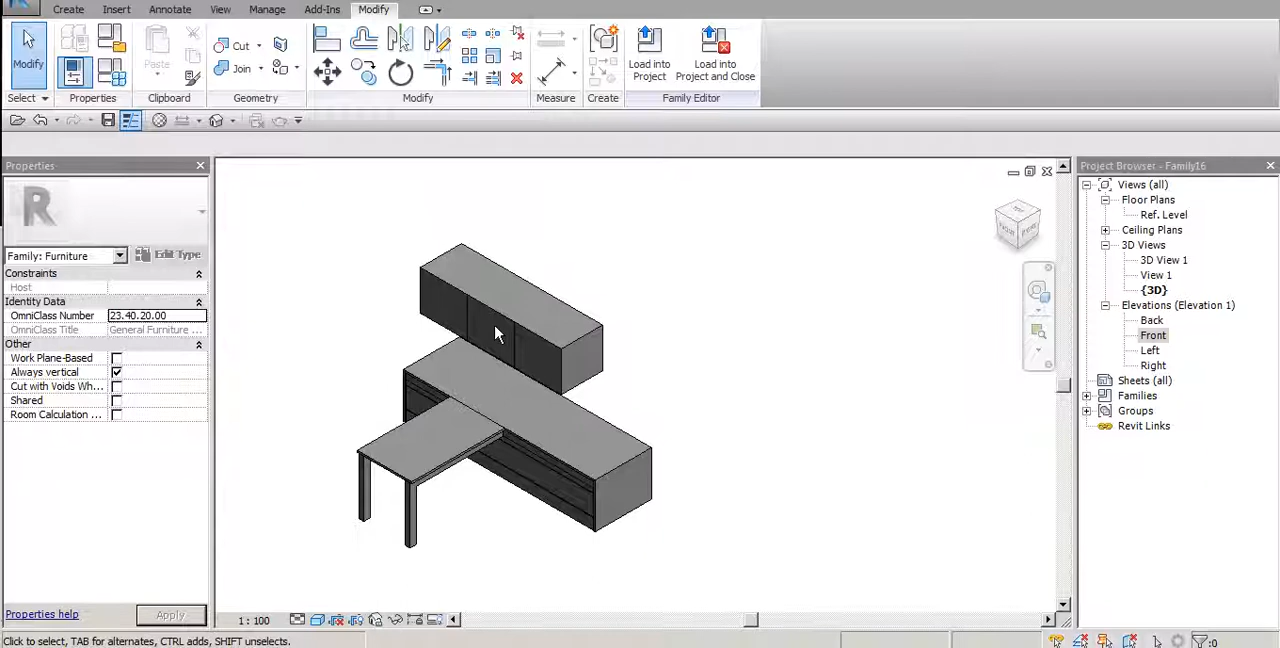 Create Insert Annotate View Manage Add-Ins Modify
Modify
Paste
Cut
Join
Load into
Project
Load into
Project and Close
Select Properties Clipboard Geometry Modify Measure Create Family Editor
Properties
Family: Furniture
Edit Type
Constraints
Host
Identity Data
OmniClass Number 23.40.20.00
OmniClass Title General Furniture ...
Other
Work Plane-Based
Always vertical
Cut with Voids Wh...
Shared
Room Calculation ...
Properties help
Apply
1 : 100
Click to select, TAB for alternates, CTRL adds, SHIFT unselects.
Project Browser - Family16
Views (all)
Floor Plans
Ref. Level
Ceiling Plans
3D Views
3D View 1
View 1
{3D}
Elevations (Elevation 1)
Back
Front
Left
Right
Sheets (all)
Families
Groups
Revit Links
:0